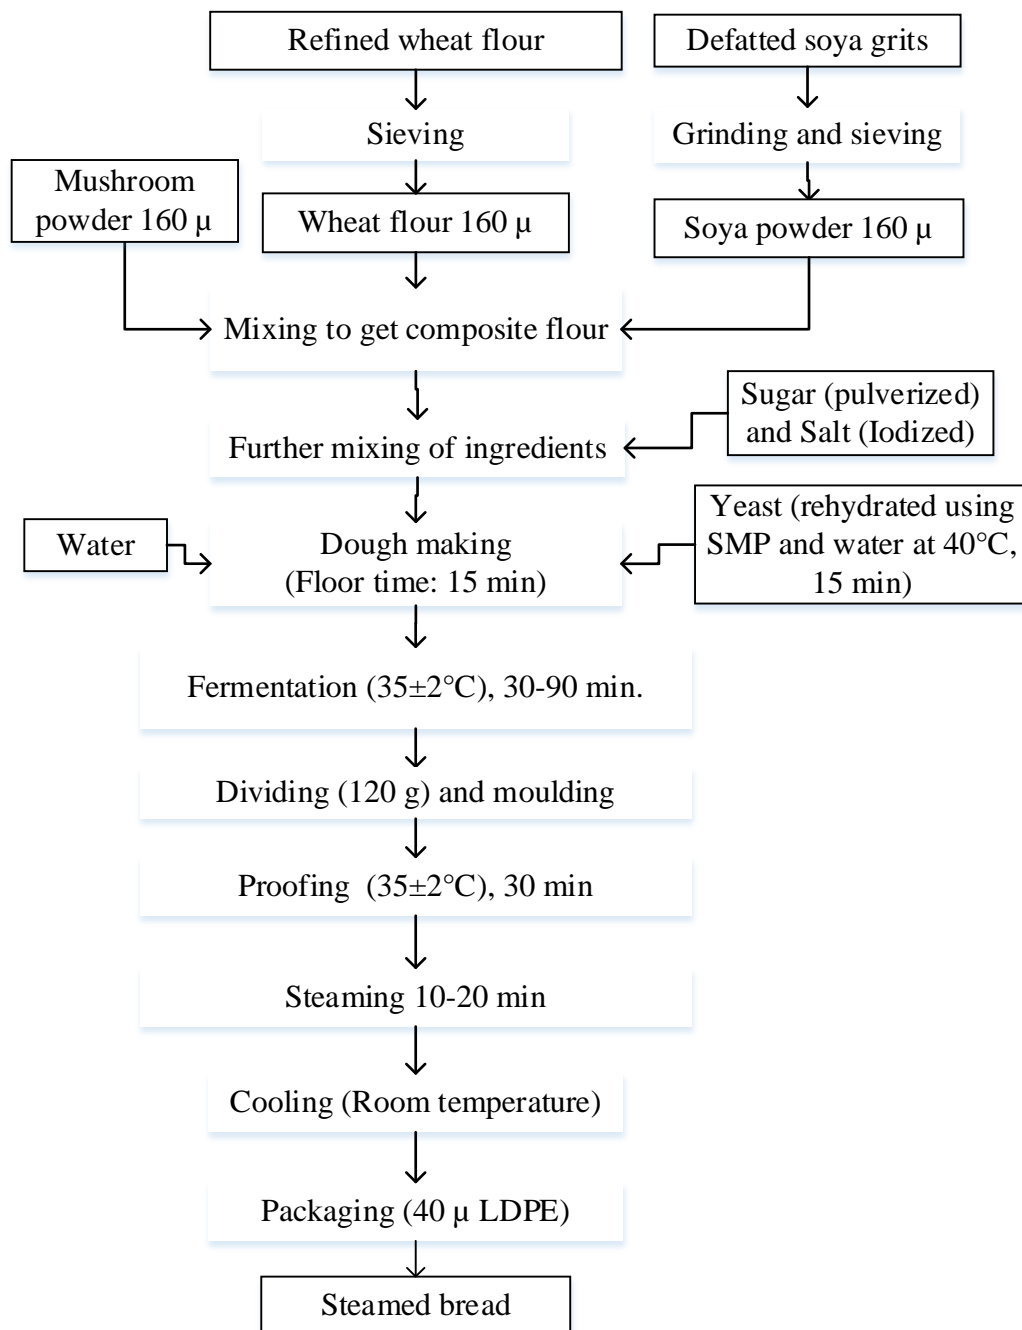 Refined wheat flour
Defatted soya grits
Sieving
Grinding and sieving
Mushroom
powder 160 µ
Wheat flour 160 µ
Soya powder 160 µ
Mixing to get composite flour
Sugar (pulverized)
and Salt (Iodized)
Further mixing of ingredients
Water
Dough making
(Floor time: 15 min)
Yeast (rehydrated using
SMP and water at 40°C,
15 min)
Fermentation (35±2°C), 30-90 min.
Dividing (120 g) and moulding
Proofing (35±2°C), 30 min
Steaming 10-20 min
Cooling (Room temperature)
Packaging (40 µ LDPE)
Steamed bread